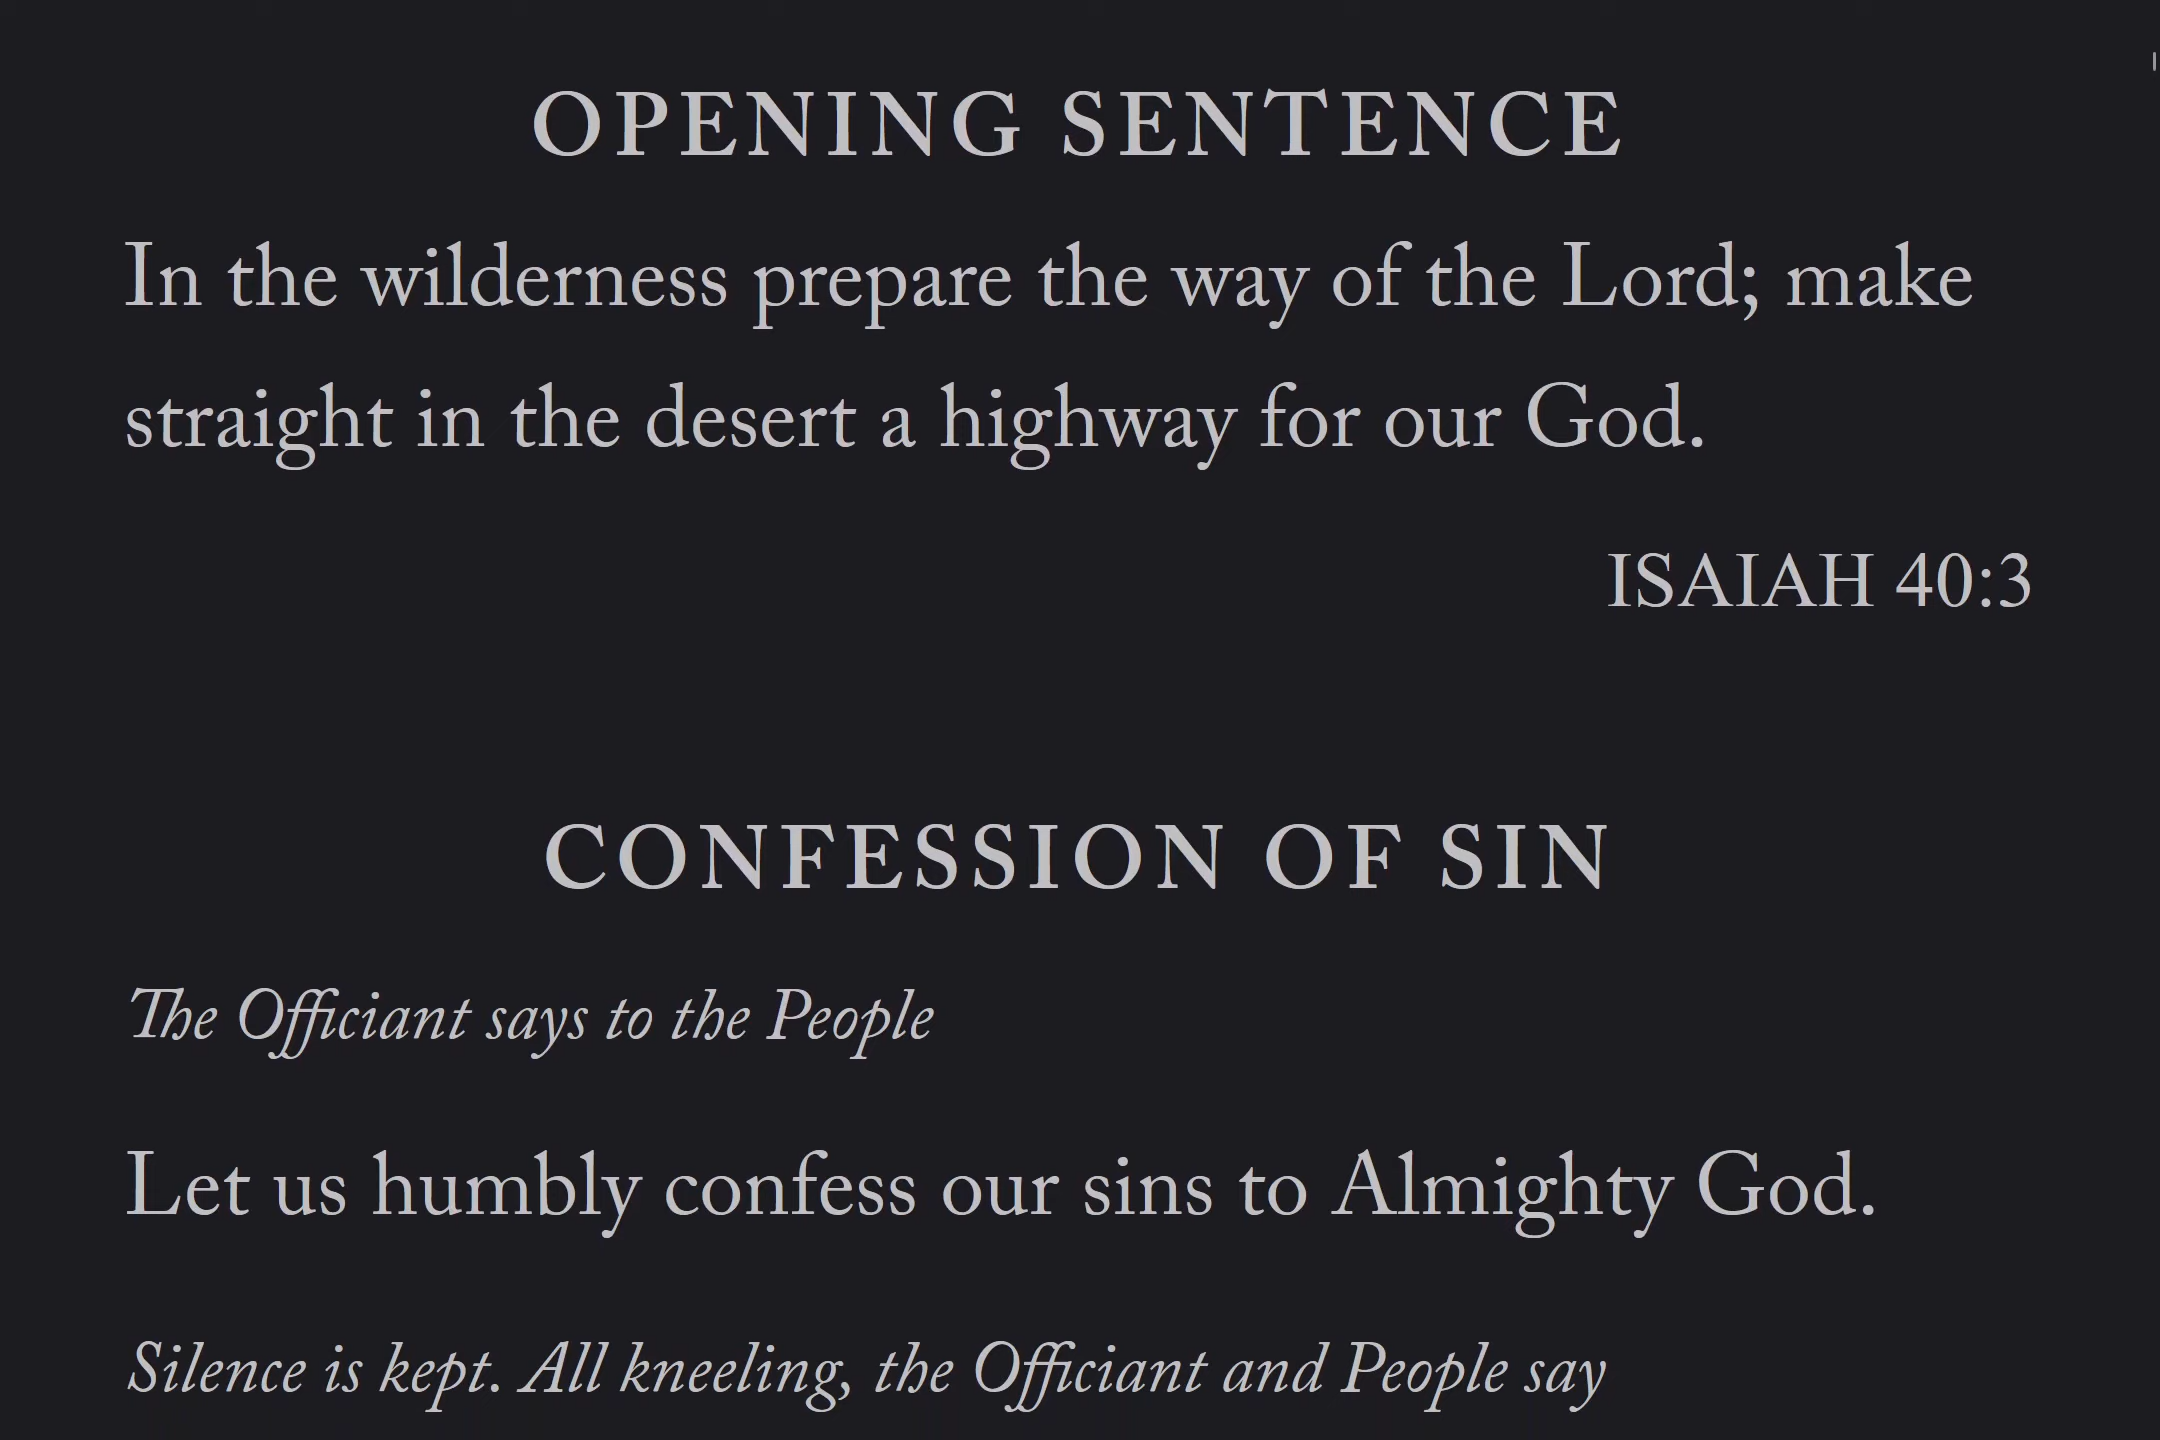 OPENING SENTENCE
In the wilderness prepare the way of the Lord; make
straight in the desert a highway for our God.
ISAIAH 40:3
CONFESSION OF SIN
The Officiant says to the People
Let us humbly confess our sins to Almighty God.
Silence is kept. All kneeling, the Officiant and People say